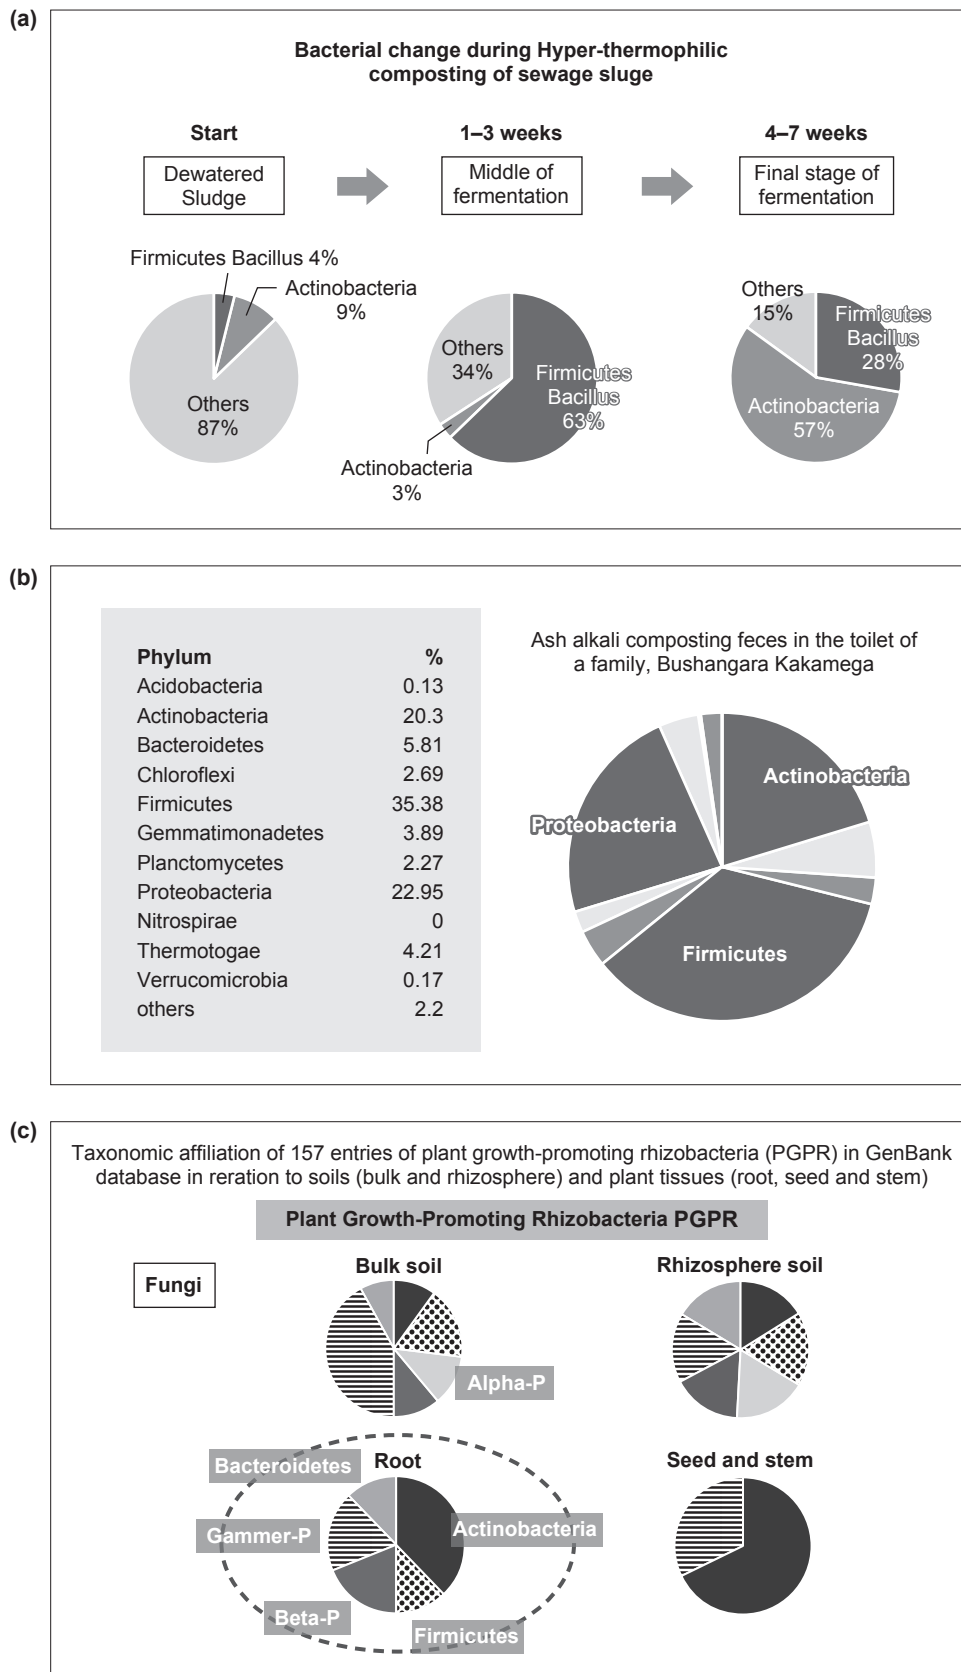 (a)
Bacterial change during Hyper-thermophilic
composting of sewage sluge
Start
1–3 weeks
4–7 weeks
Dewatered
Sludge
Middle of
fermentation
Final stage of
fermentation
Firmicutes Bacillus 4%
Actinobacteria
9%
Others
87%
Others
34%
Firmicutes
Bacillus
63%
Actinobacteria
3%
Others
15%
Firmicutes
Bacillus
28%
Actinobacteria
57%
(b)
Phylum %
Acidobacteria 0.13
Actinobacteria 20.3
Bacteroidetes 5.81
Chloroflexi 2.69
Firmicutes 35.38
Gemmatimonadetes 3.89
Planctomycetes 2.27
Proteobacteria 22.95
Nitrospirae 0
Thermotogae 4.21
Verrucomicrobia 0.17
others 2.2
Ash alkali composting feces in the toilet of
a family, Bushangara Kakamega
Actinobacteria
Proteobacteria
Firmicutes
(c)
Taxonomic affiliation of 157 entries of plant growth-promoting rhizobacteria (PGPR) in GenBank
database in reration to soils (bulk and rhizosphere) and plant tissues (root, seed and stem)
Plant Growth-Promoting Rhizobacteria PGPR
Fungi
Bulk soil
Rhizosphere soil
Alpha-P
Root
Seed and stem
Bacteroidetes
Gammer-P
Actinobacteria
Beta-P
Firmicutes